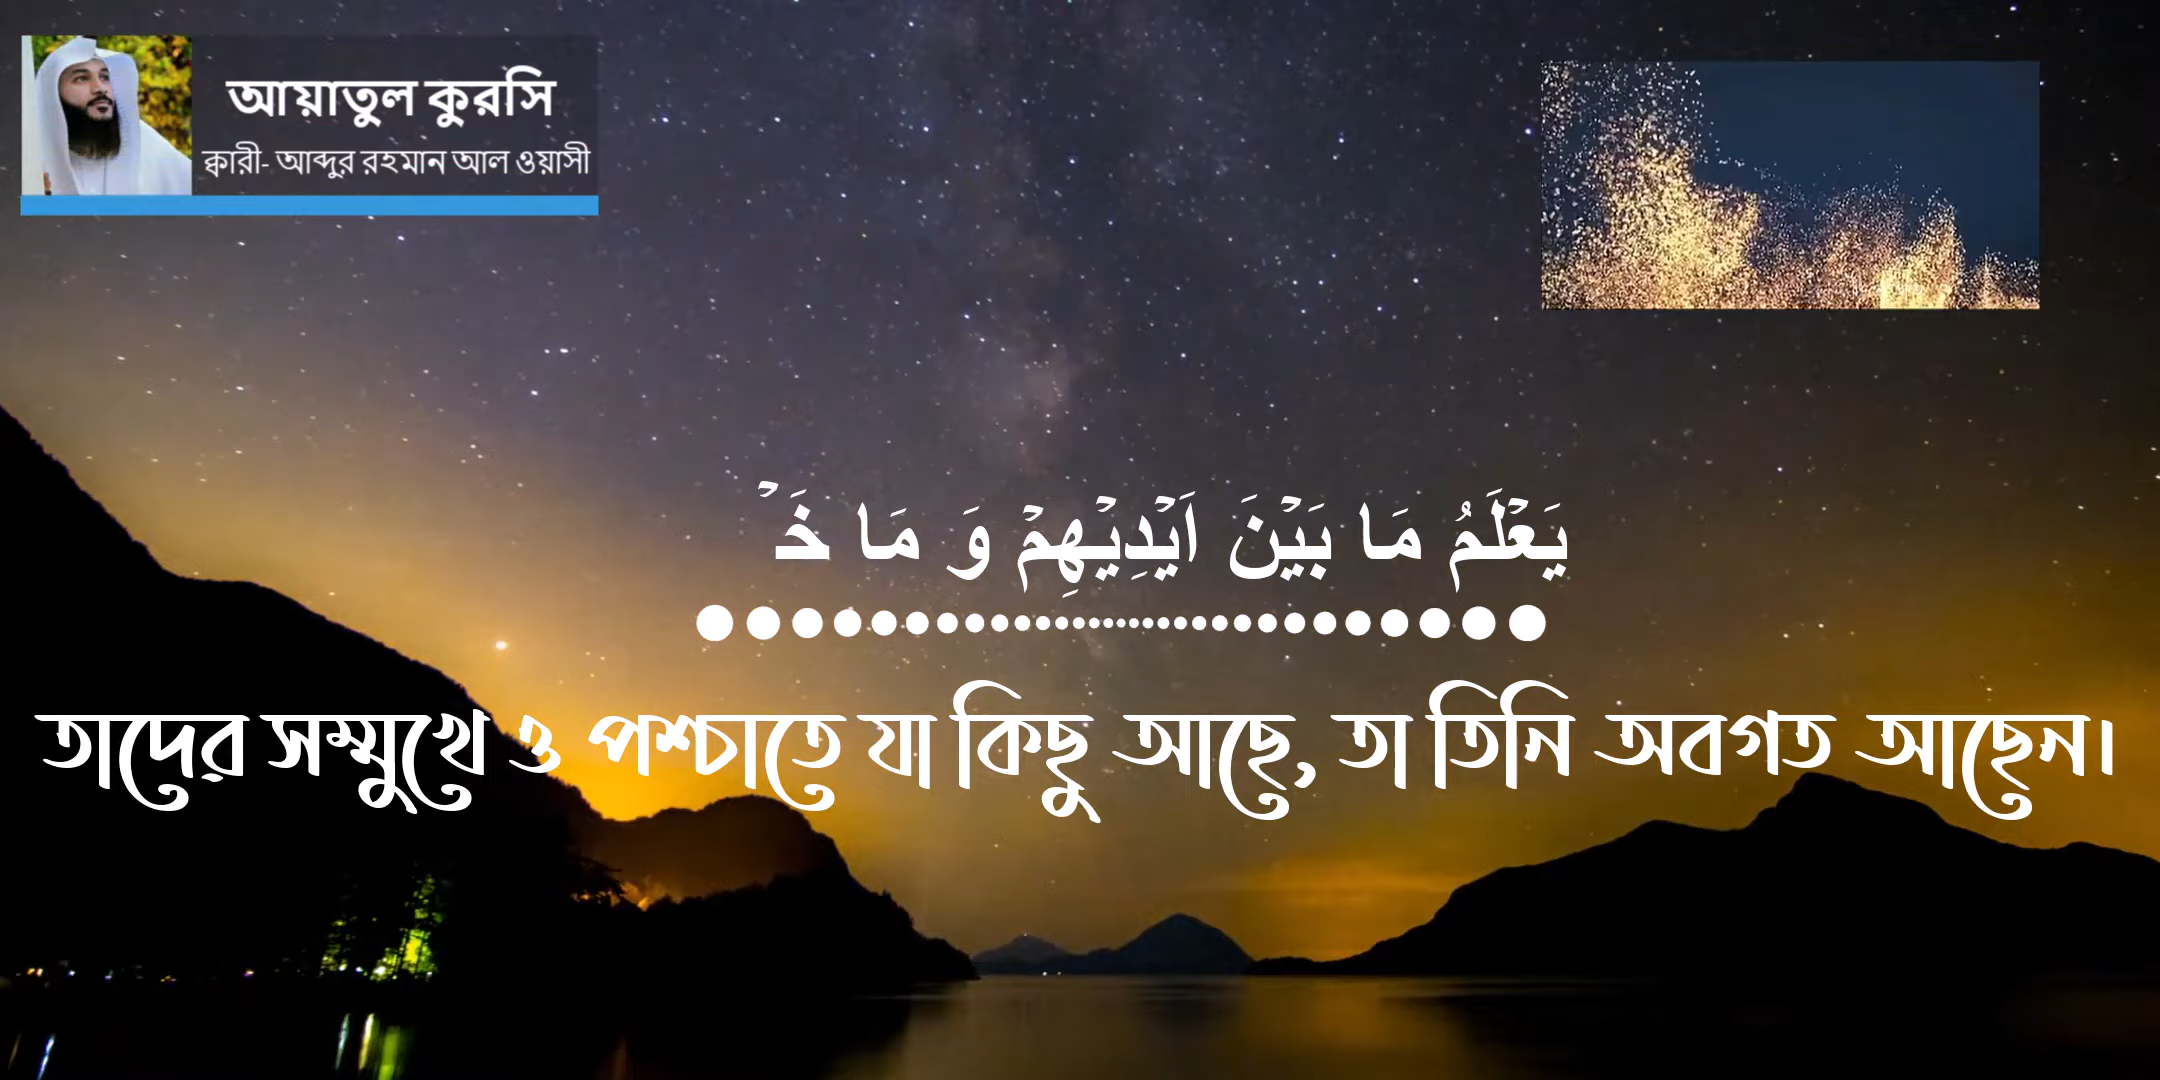 আয়াতুল কুরসি
ক্বারী- আব্দুর রহমান আল ওয়াসী
يَعْلَمُ مَا بَيْنَ اَيْدِيْهِمْ وَ مَا خَـْ
তাদের সম্মুখে ও পশ্চাতে যা কিছু আছে, তা তিনি অবগত আছেন।